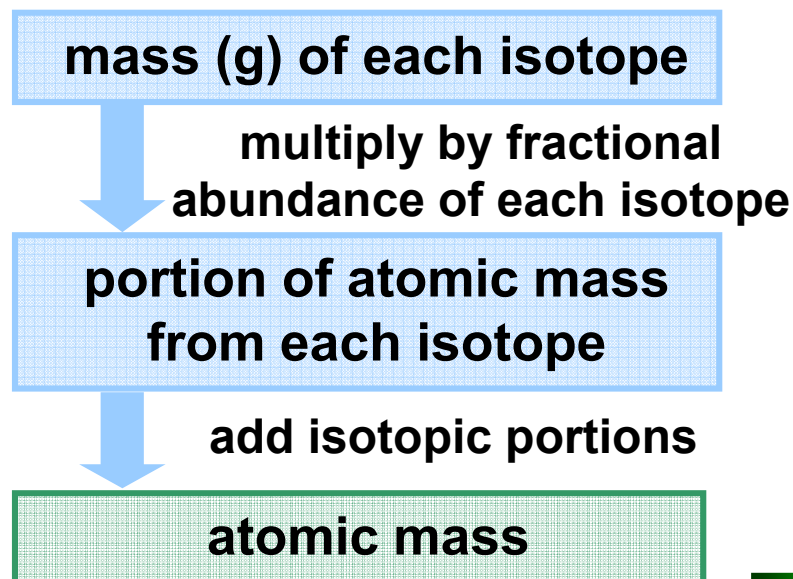 mass (g) of each isotope
multiply by fractional
abundance of each isotope
portion of atomic mass
from each isotope
add isotopic portions
atomic mass